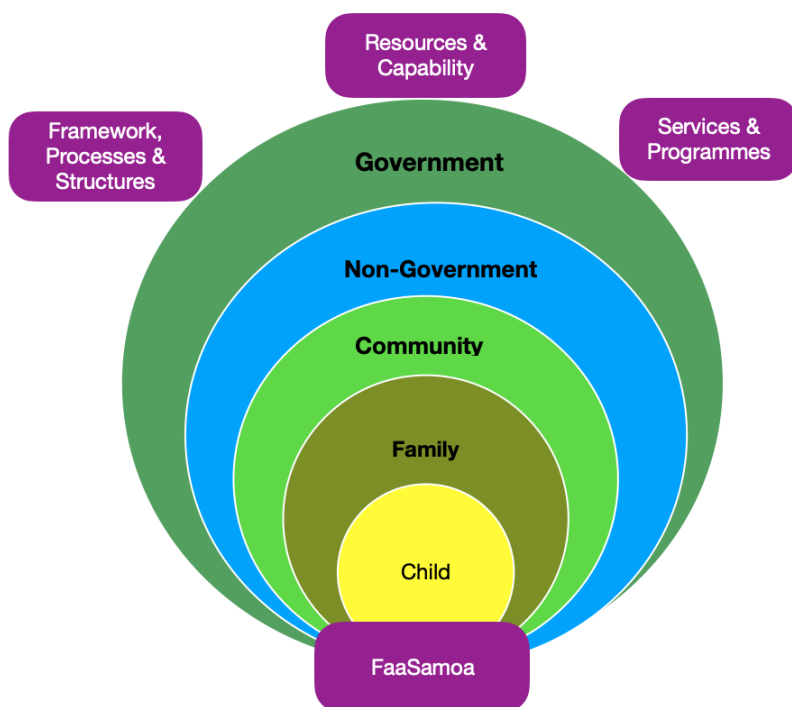 Resources &
Capability
Framework,
Processes &
Structures
Services &
Programmes
Government
Non-Government
Community
Family
Child
FaaSamoa